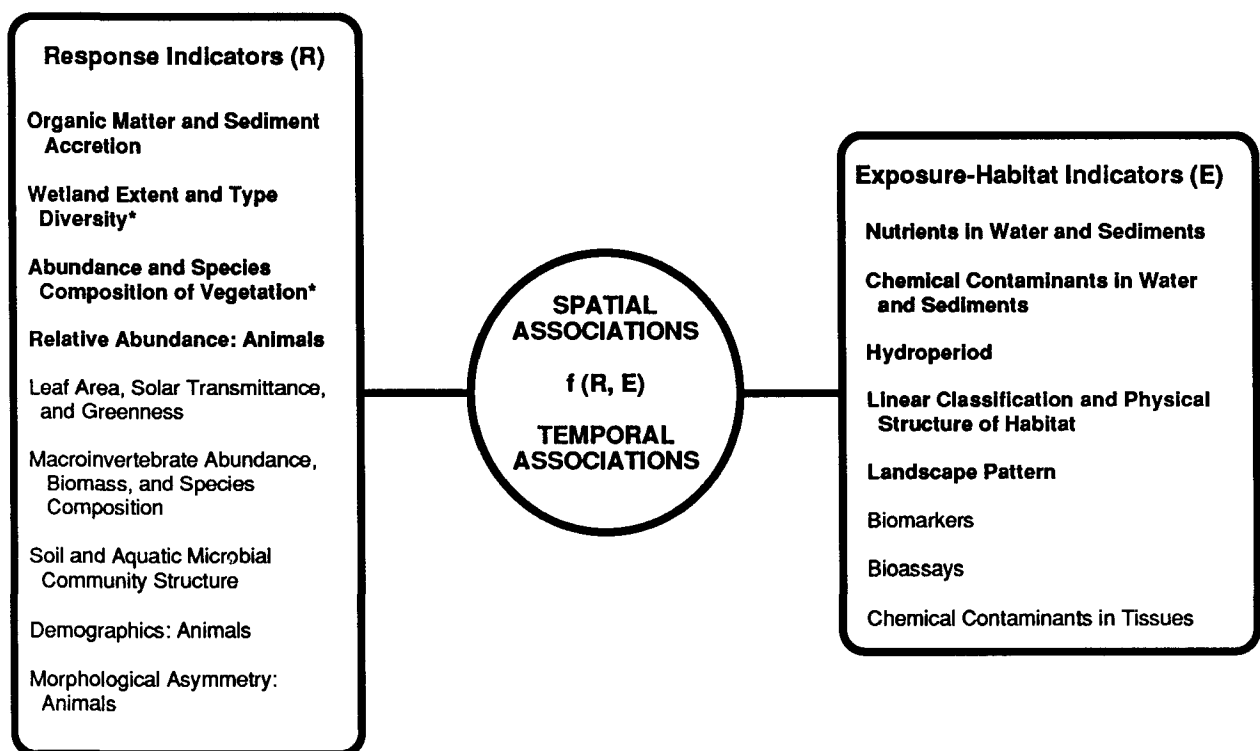 Response Indicators (R)
Organic Matter and Sediment
Accretion
Wetland Extent and Type
Diversity*
Abundance and Species
Composition of Vegetation*
Relative Abundance: Animals
Leaf Area, Solar Transmittance,
and Greenness
Macroinvertebrate Abundance,
Biomass, and Species
Composition
Soil and Aquatic Microbial
Community Structure
Demographics: Animals
Morphological Asymmetry:
Animals
SPATIAL
ASSOCIATIONS
f (R, E)
TEMPORAL
ASSOCIATIONS
Exposure-Habitat Indicators (E)
Nutrients in Water and Sediments
Chemical Contaminants in Water
and Sediments
Hydroperiod
Linear Classification and Physical
Structure of Habitat
Landscape Pattern
Biomarkers
Bioassays
Chemical Contaminants in Tissues